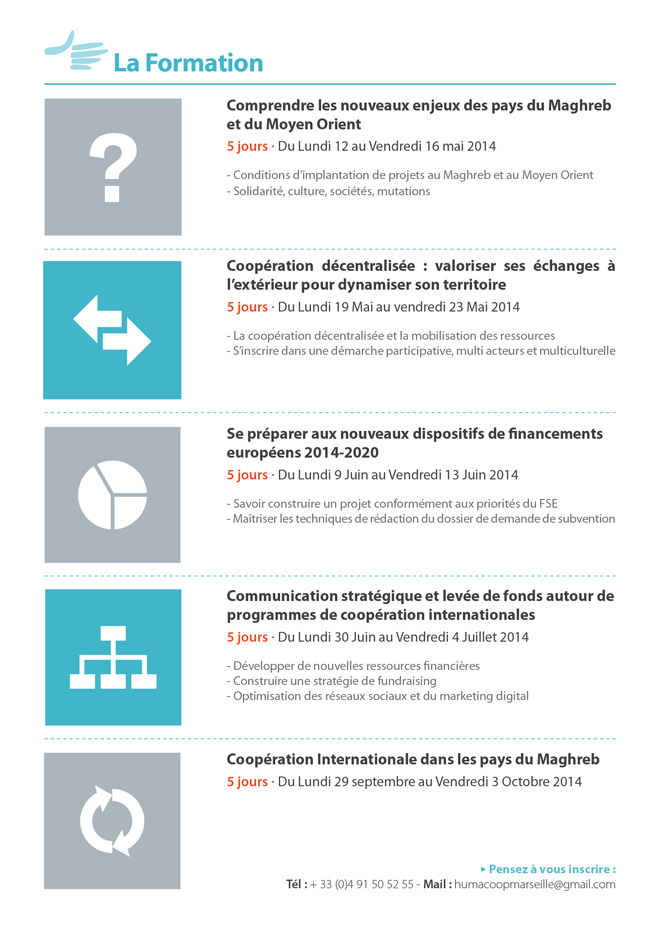 La Formation
?
Comprendre les nouveaux enjeux des pays du Maghreb
et du Moyen Orient
5 jours · Du Lundi 12 au Vendredi 16 mai 2014
- Conditions d’implantation de projets au Maghreb et au Moyen Orient
- Solidarité, culture, sociétés, mutations
Coopération décentralisée : valoriser ses échanges à
l’extérieur pour dynamiser son territoire
5 jours · Du Lundi 19 Mai au vendredi 23 Mai 2014
- La coopération décentralisée et la mobilisation des ressources
- S’inscrire dans une démarche participative, multi acteurs et multiculturelle
Se préparer aux nouveaux dispositifs de financements
européens 2014-2020
5 jours · Du Lundi 9 Juin au Vendredi 13 Juin 2014
- Savoir construire un projet conformément aux priorités du FSE
- Maîtriser les techniques de rédaction du dossier de demande de subvention
Communication stratégique et levée de fonds autour de
programmes de coopération internationales
5 jours · Du Lundi 30 Juin au Vendredi 4 Juillet 2014
- Développer de nouvelles ressources financières
- Construire une stratégie de fundraising
- Optimisation des réseaux sociaux et du marketing digital
Coopération Internationale dans les pays du Maghreb
5 jours · Du Lundi 29 septembre au Vendredi 3 Octobre 2014
Pensez à vous inscrire :
Tél : + 33 (0)4 91 50 52 55 - Mail : humacoopmarseille@gmail.com